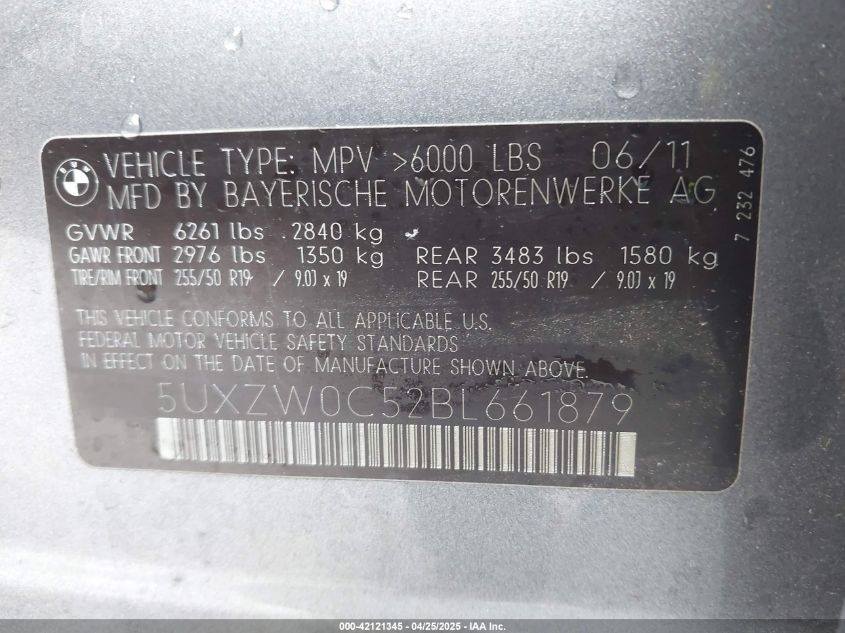 BMW
VEHICLE TYPE: MPV >6000 LBS 06/11
MFD BY BAYERISCHE MOTORENWERKE AG
GVWR 6261 lbs 2840 kg
GAWR FRONT 2976 lbs 1350 kg REAR 3483 lbs 1580 kg
TIRE/RIM FRONT 255/50 R19 / 9.0J x 19 REAR 255/50 R19 / 9.0J x 19
THIS VEHICLE CONFORMS TO ALL APPLICABLE U.S.
FEDERAL MOTOR VEHICLE SAFETY STANDARDS
IN EFFECT ON THE DATE OF MANUFACTURE SHOWN ABOVE.
5UXZW0C52BL661879
7 232 476
000-42121345 | 04/25/2025 - IAA Inc.